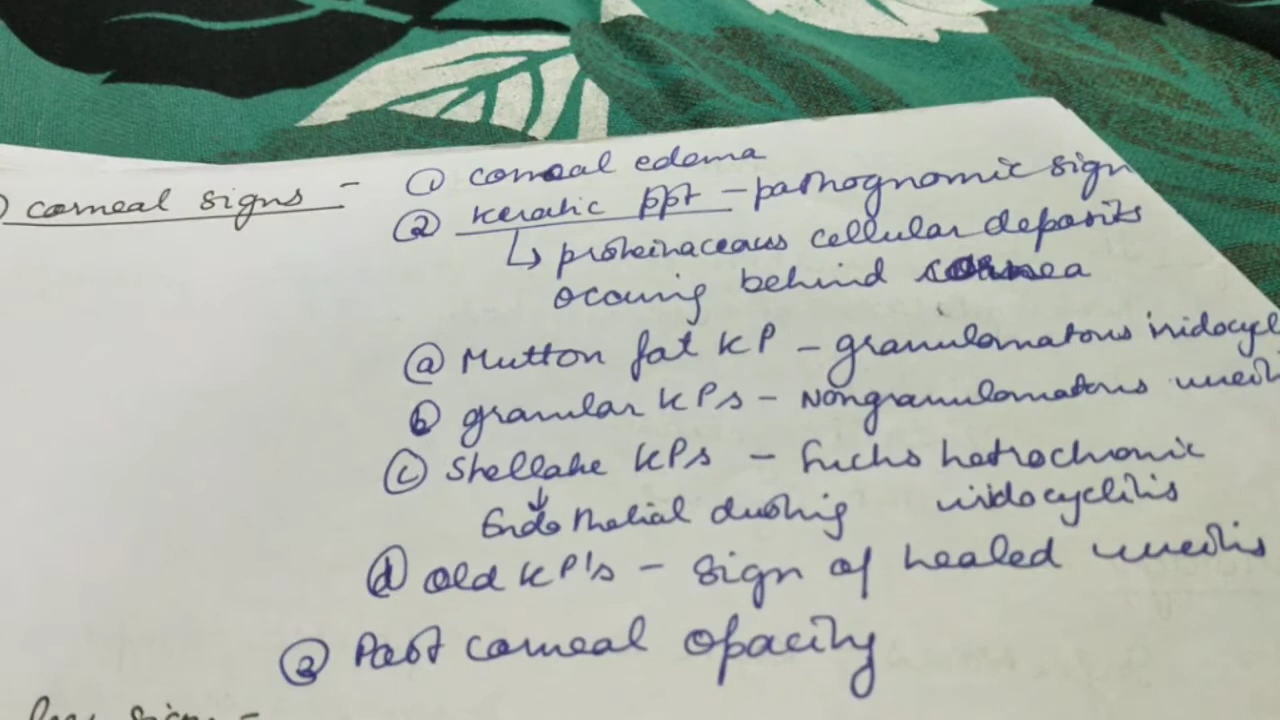 corneal signs - ① corneal edema
② keratic ppt - pathognomic sign
↳ proteinaceous cellular deposits
occuring behind cornea
ⓐ Mutton fat KP - granulomatous iridocycl
ⓑ granular KPs - Nongranulomatous uveit
ⓒ Stellate KPs - Fuchs hetrochomic
↓
Endothelial dusting iridocyclitis
ⓓ old KP's - sign of healed uveitis
③ Post corneal opacity